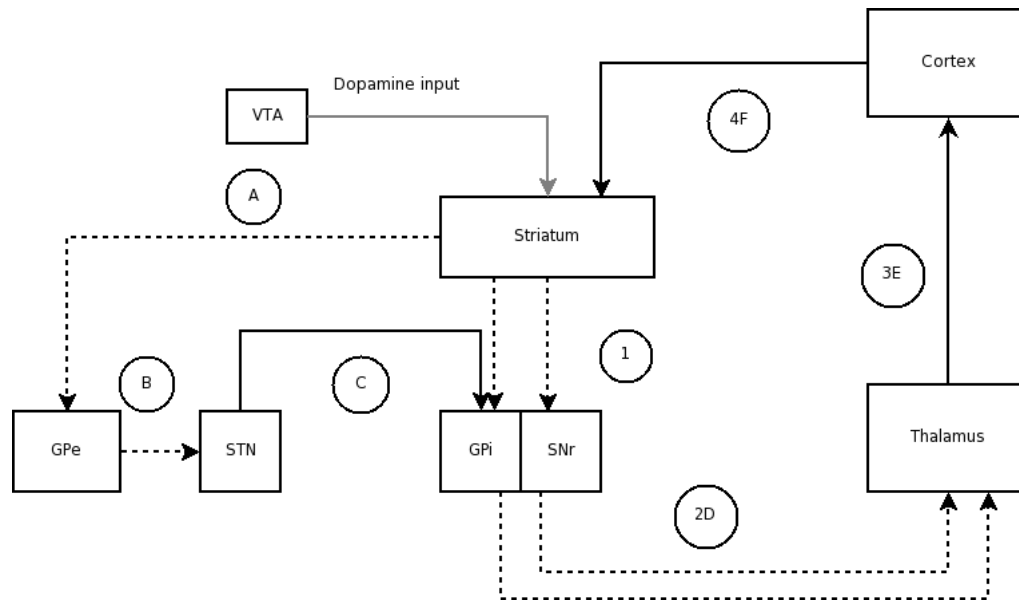 Cortex
Dopamine input
VTA
4F
A
Striatum
3E
1
B
C
GPe
STN
GPi
SNr
Thalamus
2D